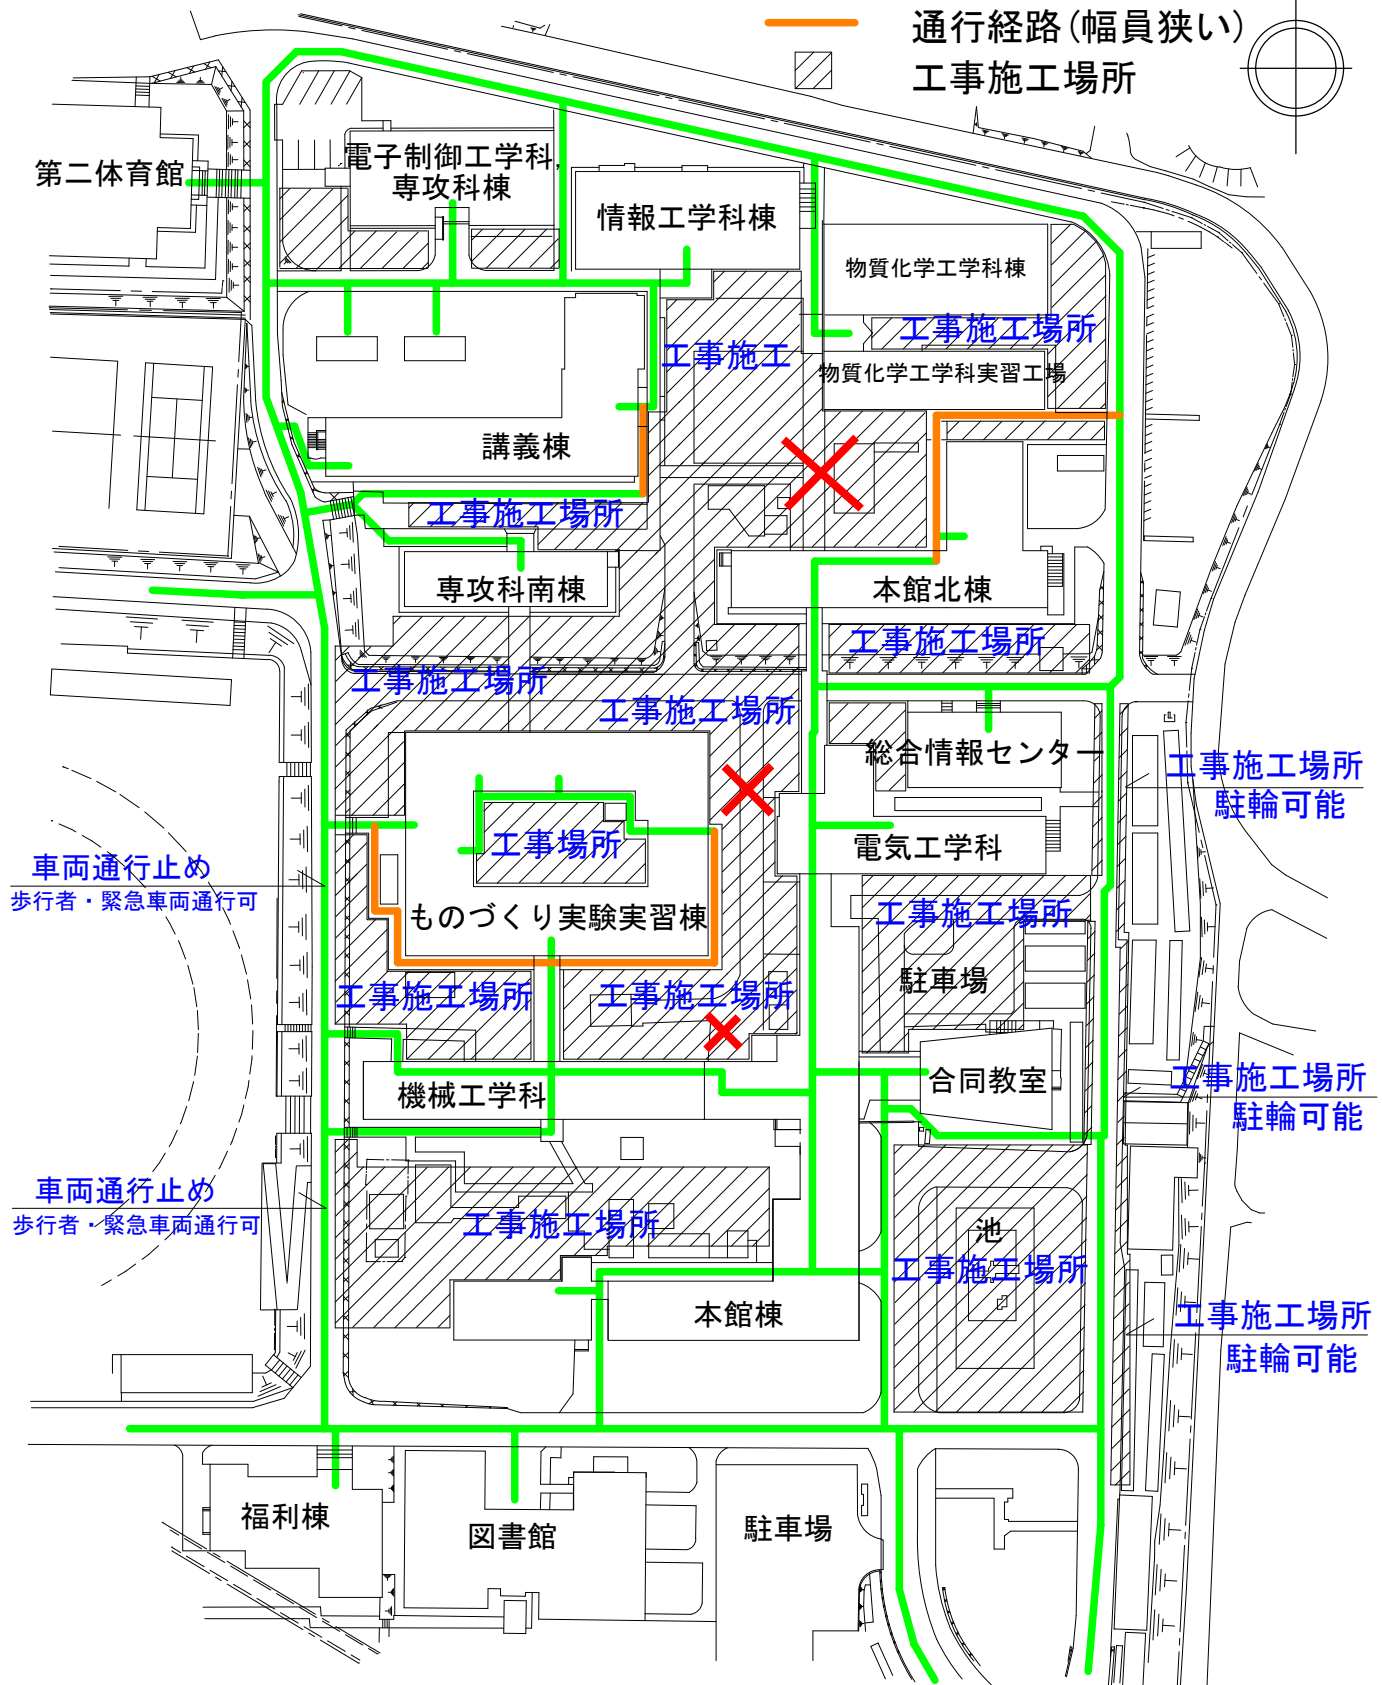 通行経路(幅員狭い)
工事施工場所
第二体育館
電子制御工学科,
専攻科棟
情報工学科棟
物質化学工学科棟
工事施工場所
工事施工
物質化学工学科実習工場
講義棟
工事施工場所
専攻科南棟
本館北棟
工事施工場所
工事施工場所
工事施工場所
総合情報センター
工事施工場所
駐輪可能
工事場所
電気工学科
車両通行止め
歩行者・緊急車両通行可
ものづくり実験実習棟
工事施工場所
駐車場
工事施工場所
工事施工場所
機械工学科
合同教室
工事施工場所
駐輪可能
車両通行止め
歩行者・緊急車両通行可
工事施工場所
池
工事施工場所
本館棟
工事施工場所
駐輪可能
福利棟
図書館
駐車場